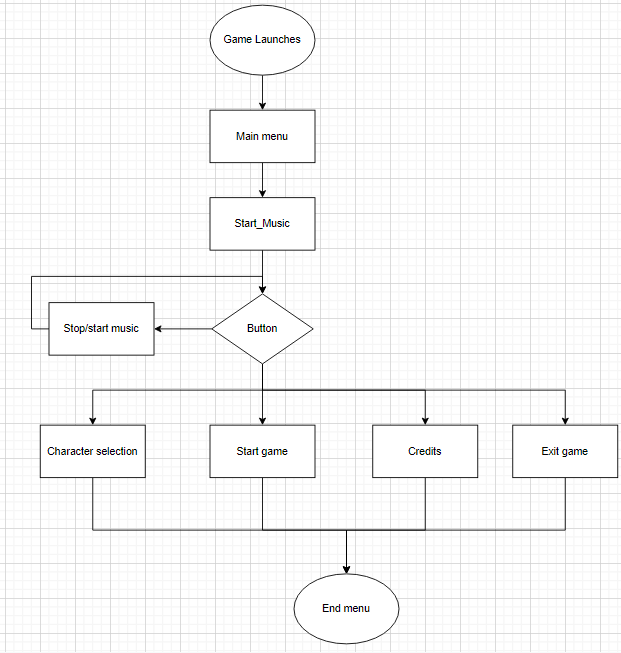 Game Launches
Main menu
Start_Music
Stop/start music
Button
Character selection
Start game
Credits
Exit game
End menu